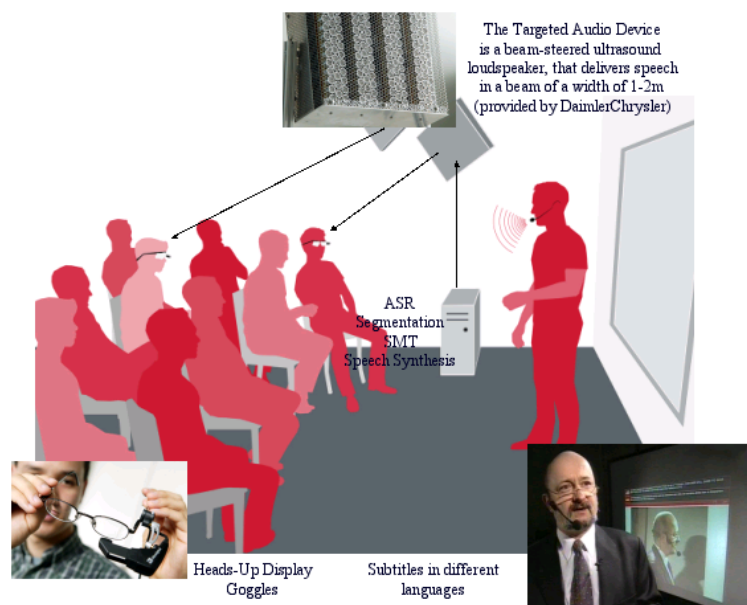 The Targeted Audio Device
is a beam-steered ultrasound
loudspeaker, that delivers speech
in a beam of a width of 1-2m
(provided by DaimlerChrysler)
ASR
Segmentation
SMT
Speech Synthesis
Heads-Up Display
Goggles
Subtitles in different
languages